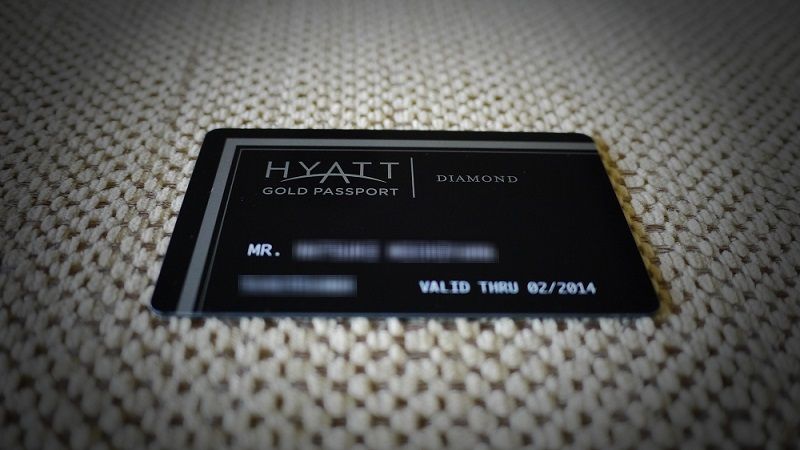 HYATT
GOLD PASSPORT
DIAMOND
MR.
VALID THRU 02/2014